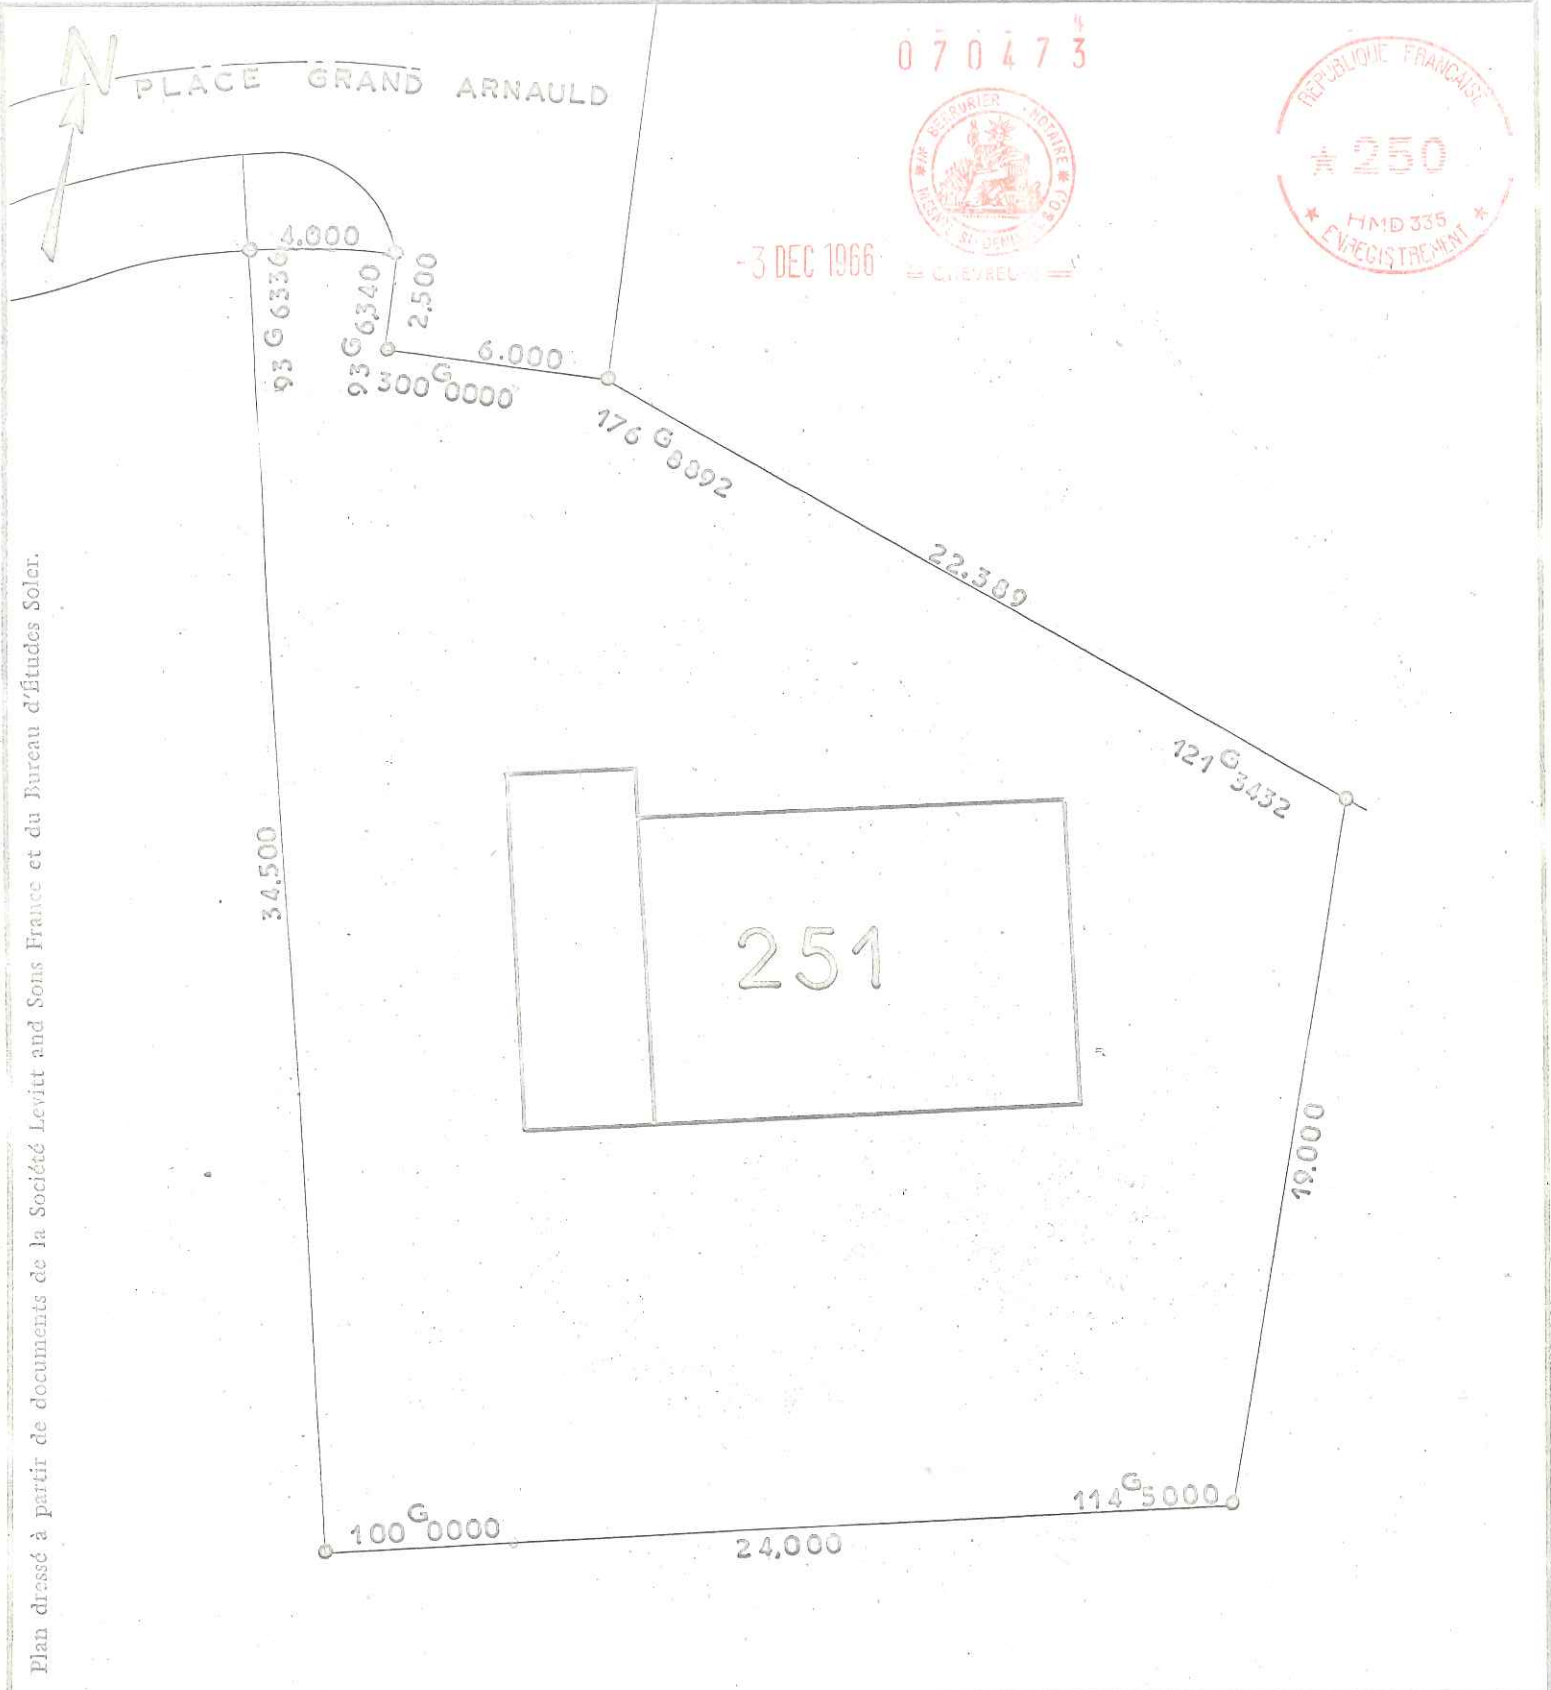 N
PLACE GRAND ARNAULD
070473
RÉPUBLIQUE FRANÇAISE
★ 250
HMD 335
★ ENREGISTREMENT ★
BERRURIER - NOTAIRE
-3 DEC 1966
4.000
93 G 6336
93 G 6340
2.500
6.000
300 G 0000
176 G 8892
22.389
121 G 3432
34.500
251
19.000
100 G 0000
114 G 5000
24,000
Plan dressé à partir de documents de la Société Levitt and Sons France et du Bureau d'Études Soler.